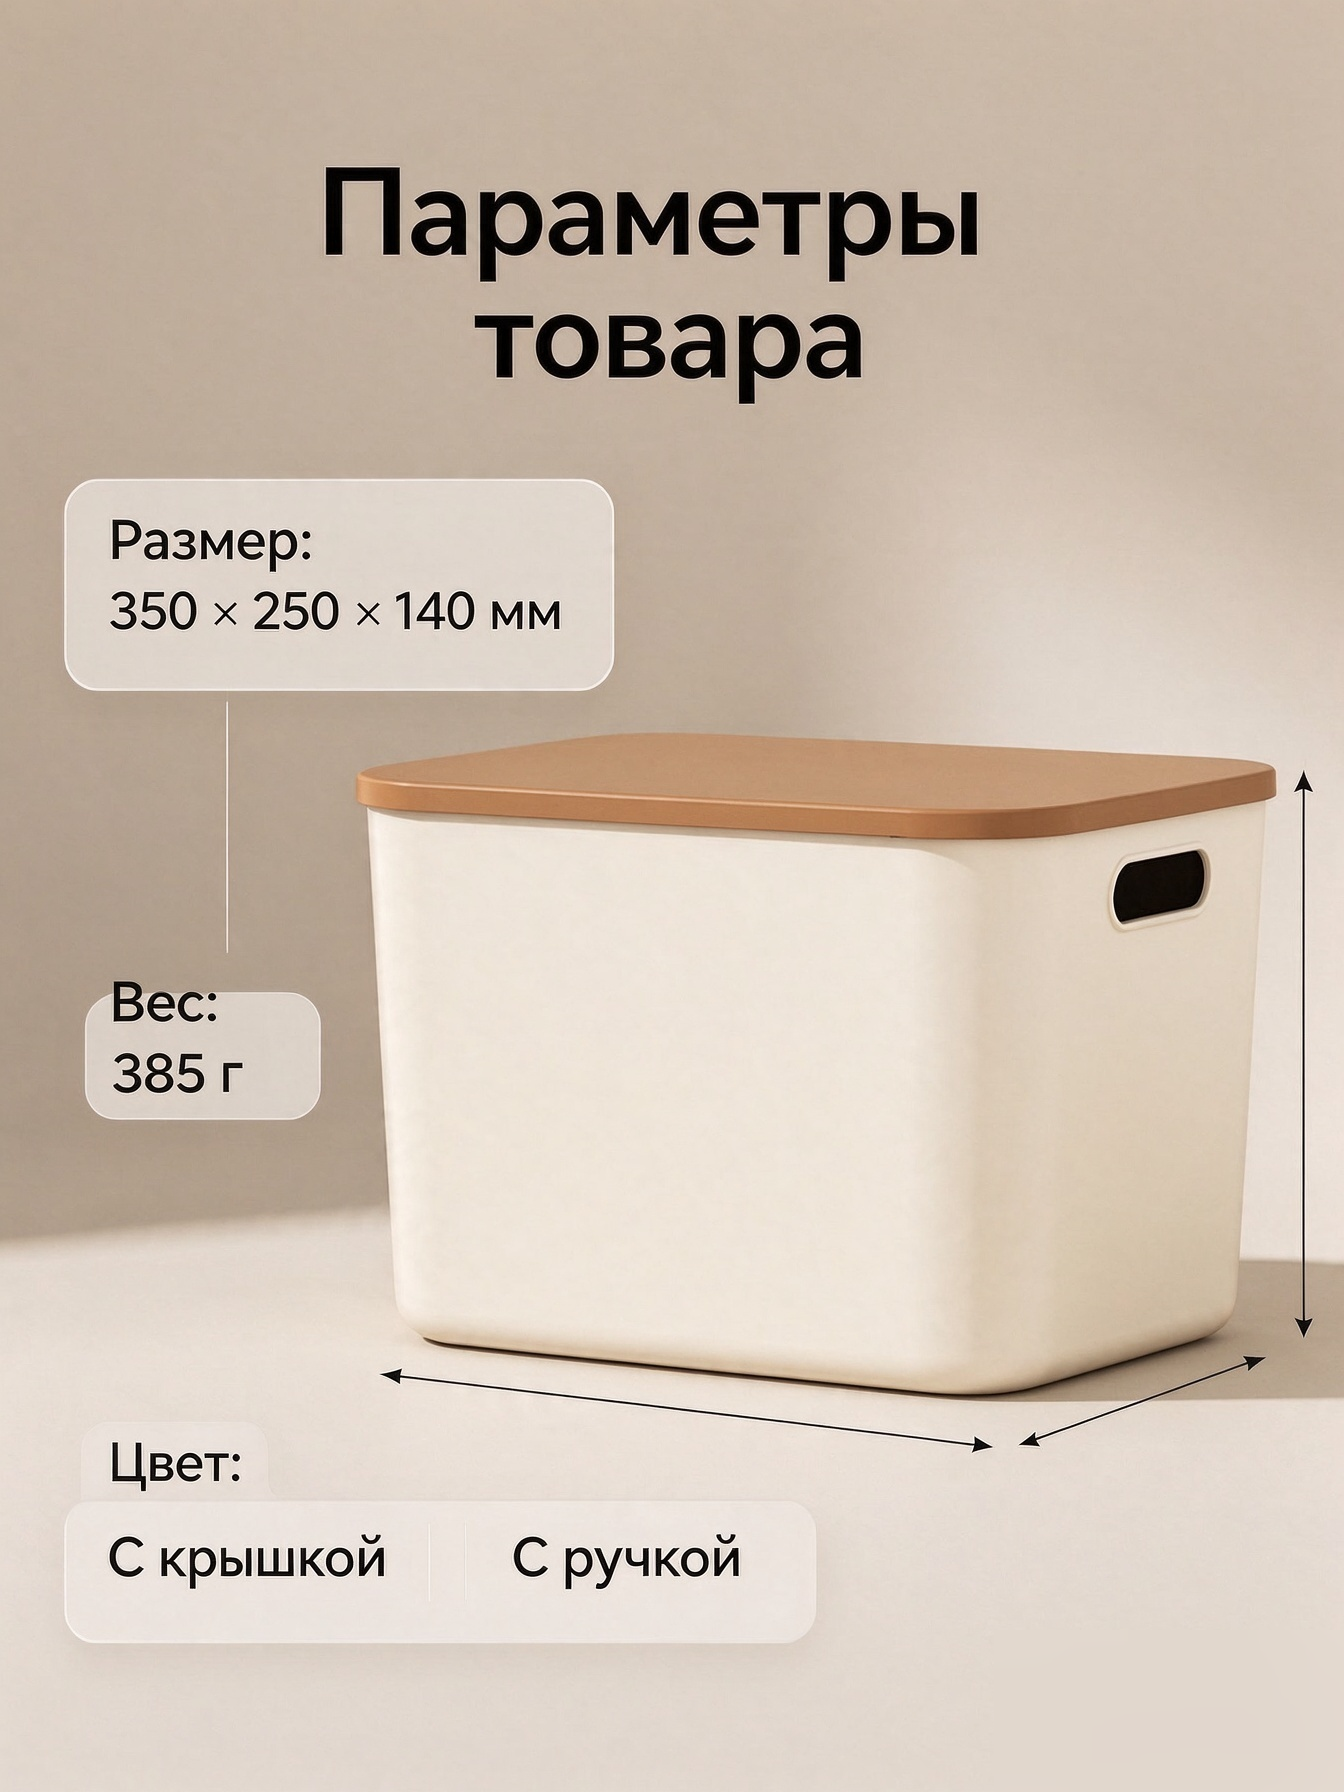 Параметры
товара
Размер:
350 × 250 × 140 мм
Вес:
385 г
Цвет:
С крышкой
С ручкой